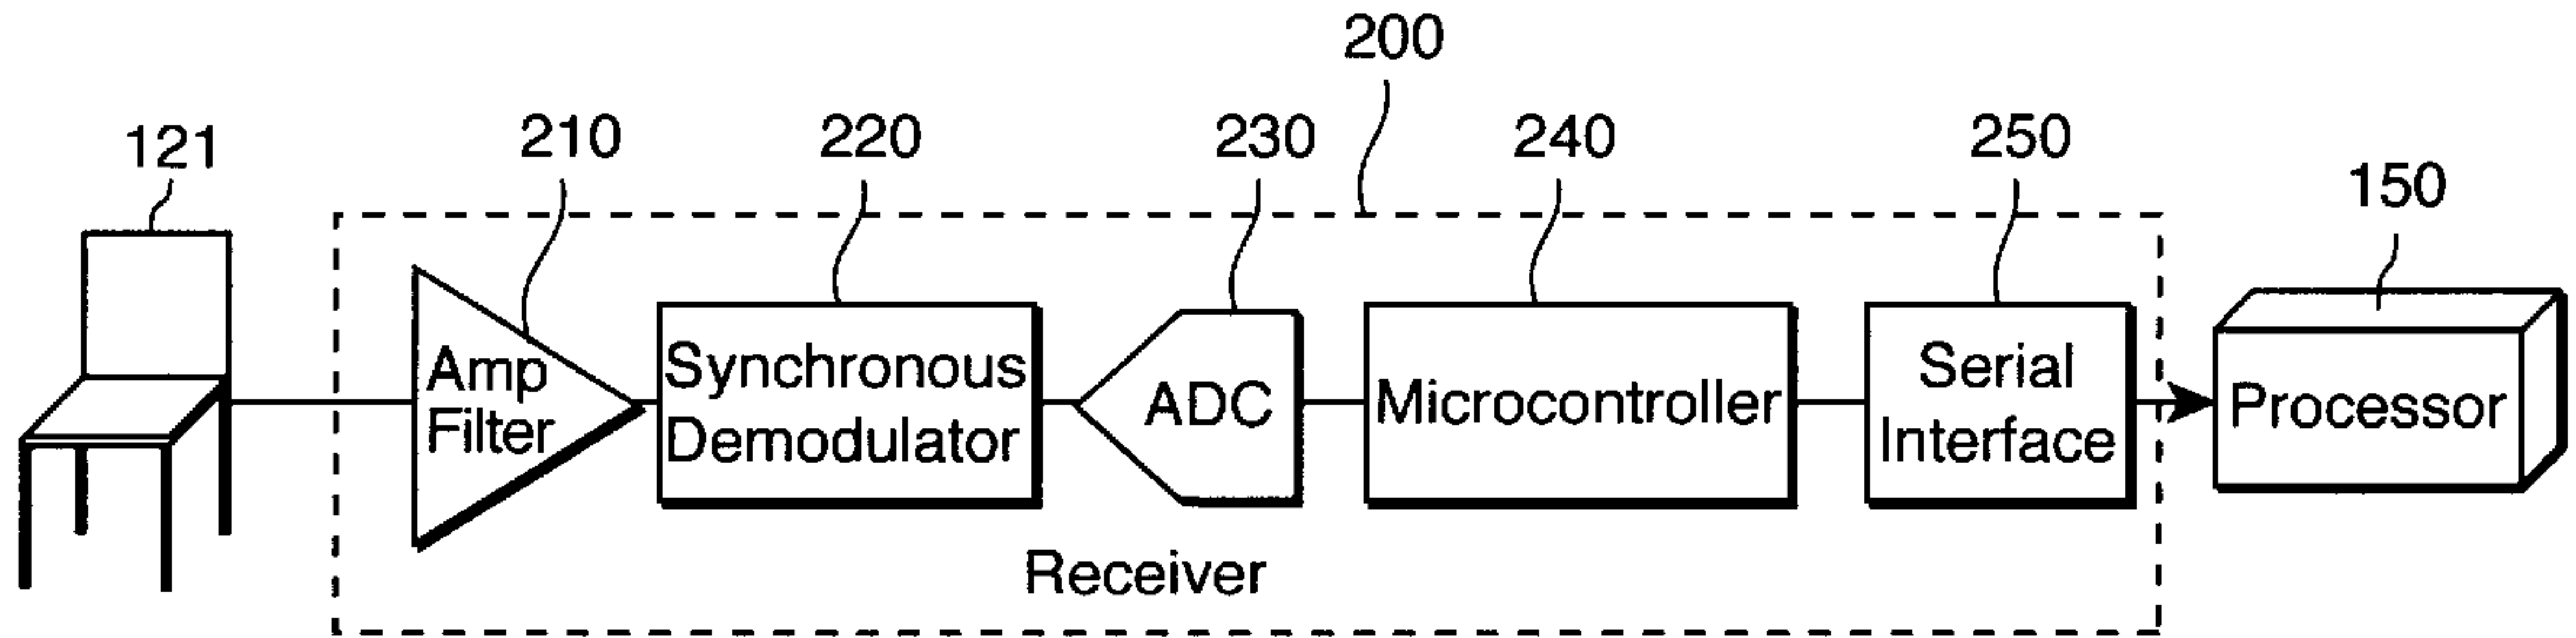 200
121
210
220
230
240
250
150
Amp
Filter
Synchronous
Demodulator
ADC
Microcontroller
Serial
Interface
Processor
Receiver